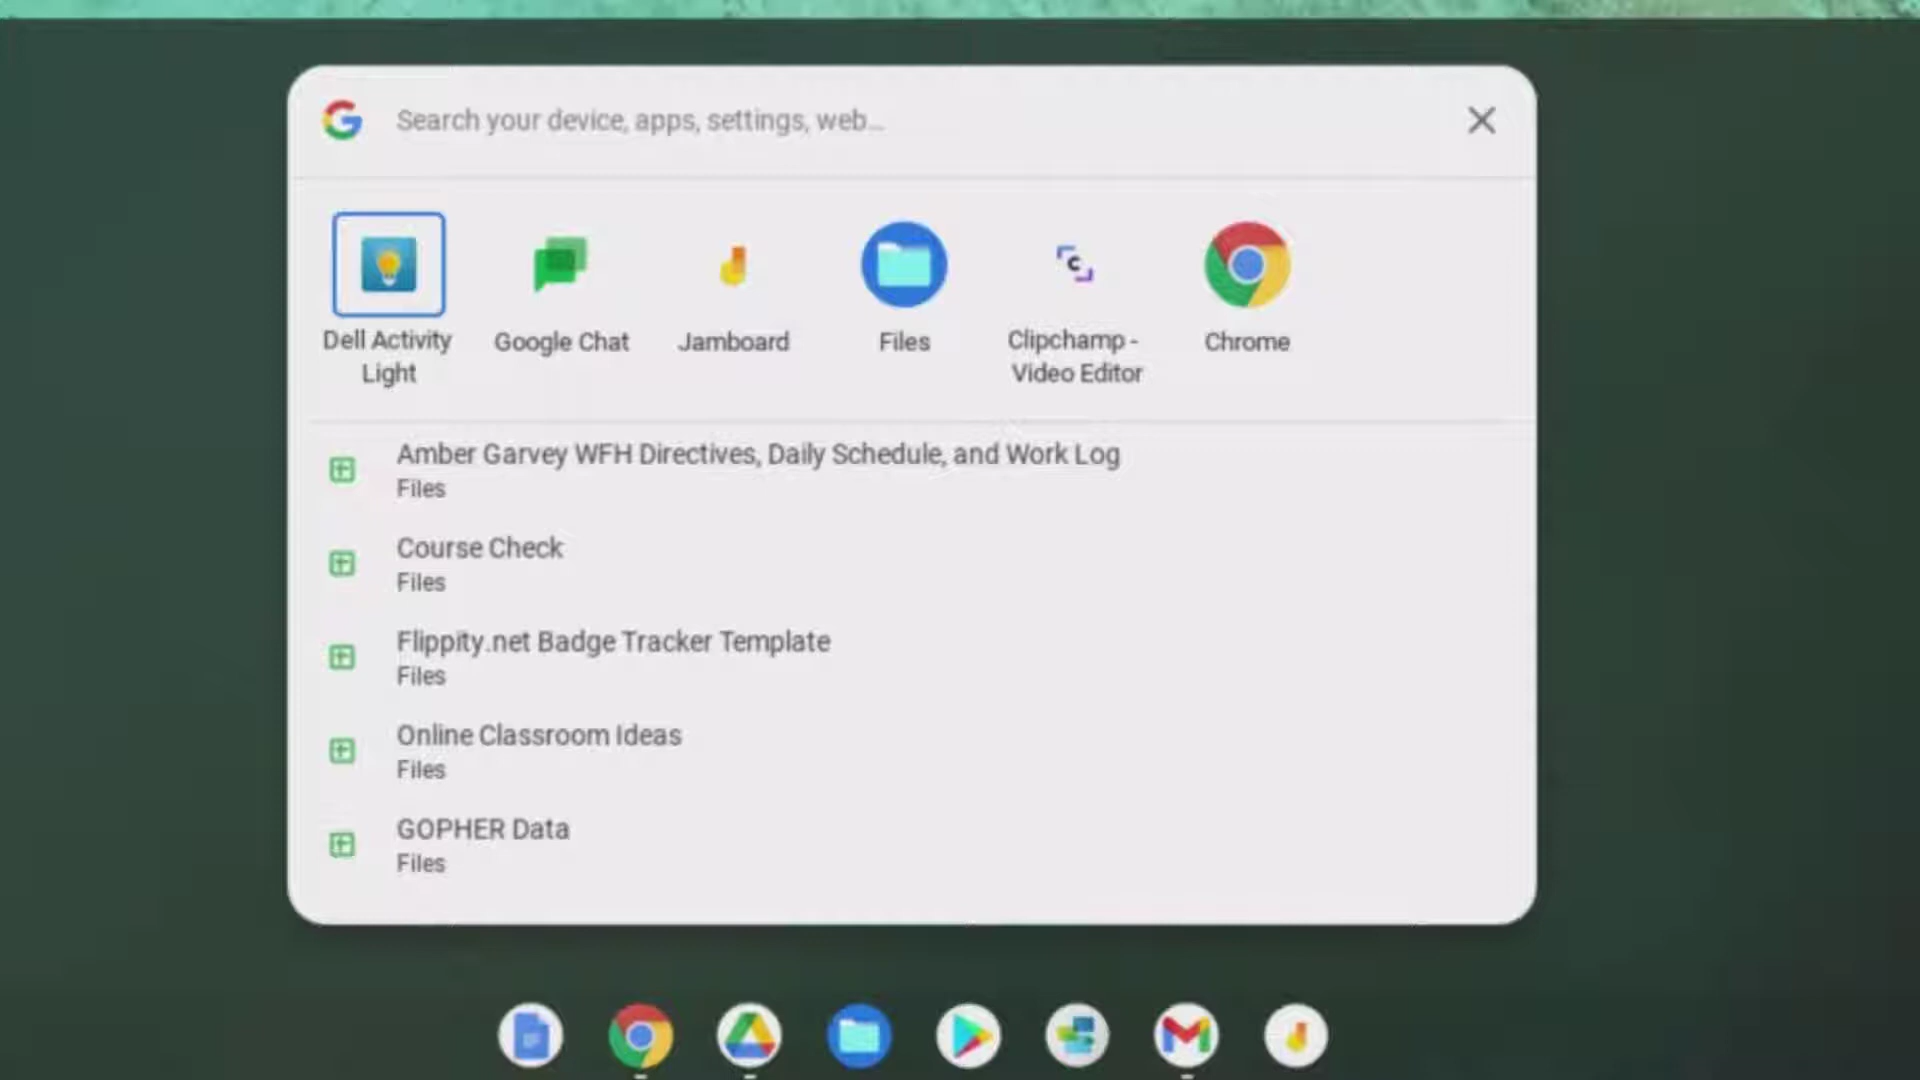 Search your device, apps, settings, web...
Dell Activity
Light
Google Chat
Jamboard
Files
Clipchamp -
Video Editor
Chrome
Amber Garvey WFH Directives, Daily Schedule, and Work Log
Files
Course Check
Files
Flippity.net Badge Tracker Template
Files
Online Classroom Ideas
Files
GOPHER Data
Files